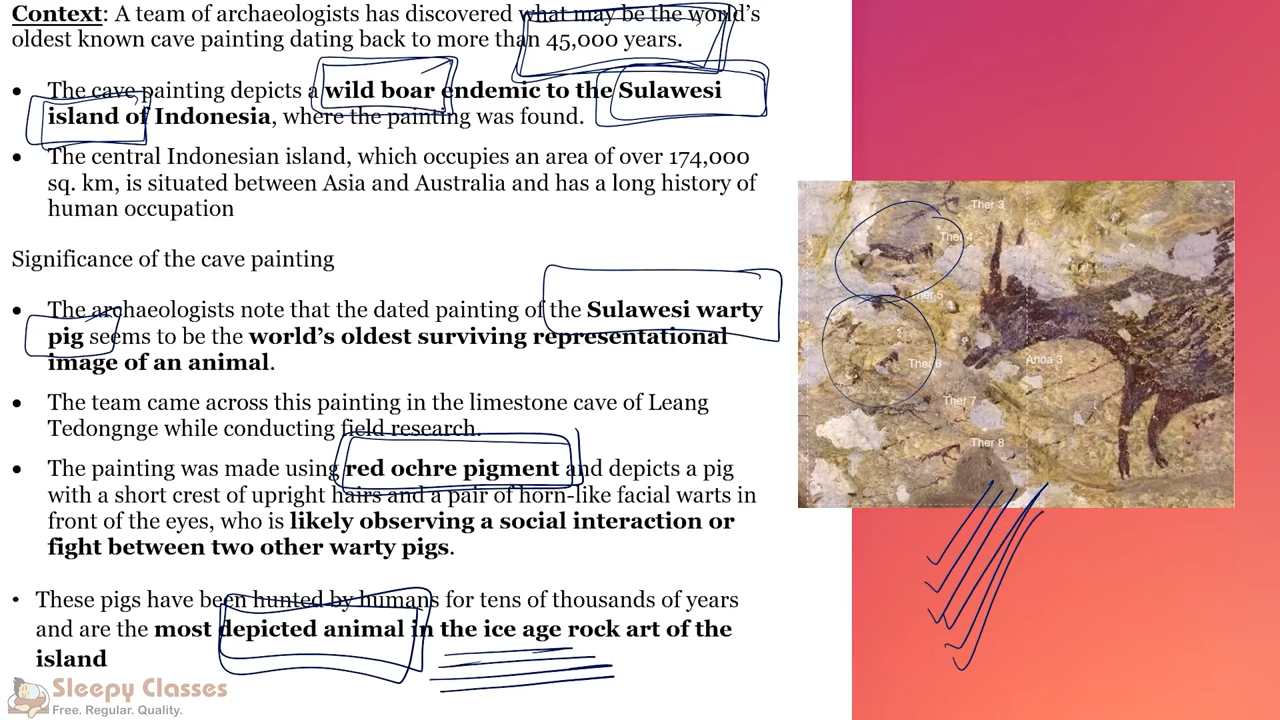 Context: A team of archaeologists has discovered what may be the world's
oldest known cave painting dating back to more than 45,000 years.
• The cave painting depicts a wild boar endemic to the Sulawesi
island of Indonesia, where the painting was found.
• The central Indonesian island, which occupies an area of over 174,000
sq. km, is situated between Asia and Australia and has a long history of
human occupation
Significance of the cave painting
• The archaeologists note that the dated painting of the Sulawesi warty
pig seems to be the world's oldest surviving representational
image of an animal.
• The team came across this painting in the limestone cave of Leang
Tedongnge while conducting field research.
• The painting was made using red ochre pigment and depicts a pig
with a short crest of upright hairs and a pair of horn-like facial warts in
front of the eyes, who is likely observing a social interaction or
fight between two other warty pigs.
• These pigs have been hunted by humans for tens of thousands of years
and are the most depicted animal in the ice age rock art of the
island
Sleepy Classes
Free. Regular. Quality.
Ther 3
Ther 4
Ther 5
Ther 6
Anoa 3
Ther 7
Ther 8